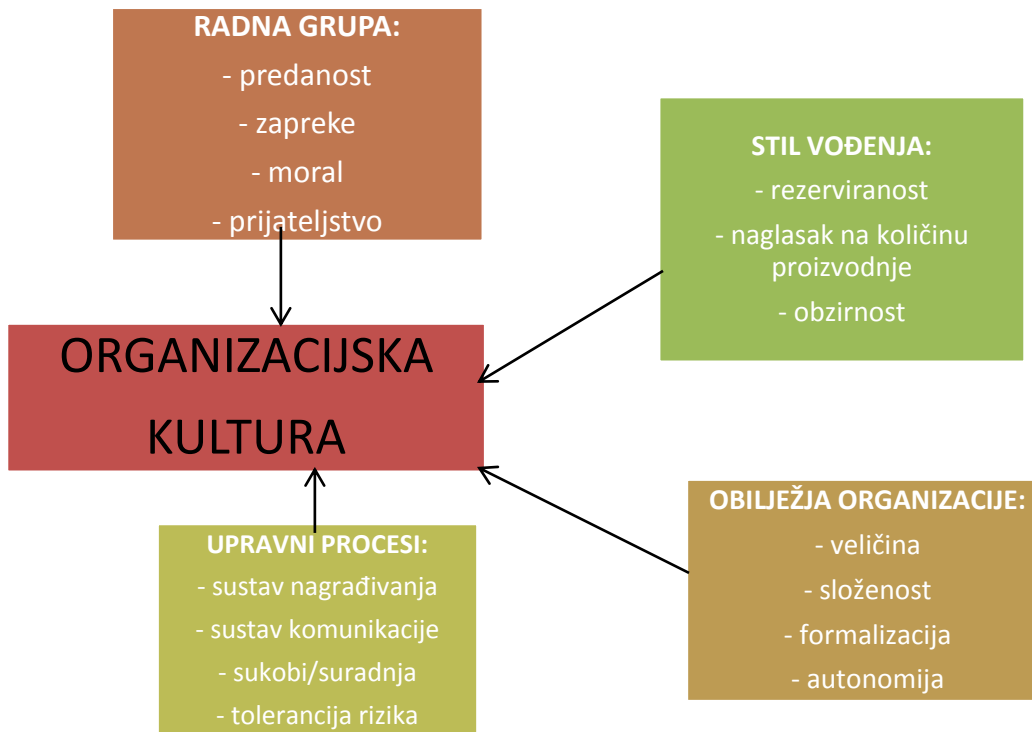 RADNA GRUPA:
- predanost
- zapreke
- moral
- prijateljstvo
STIL VOĐENJA:
- rezerviranost
- naglasak na količinu
proizvodnje
- obzirnost
ORGANIZACIJSKA
KULTURA
UPRAVNI PROCESI:
- sustav nagrađivanja
- sustav komunikacije
- sukobi/suradnja
- tolerancija rizika
OBILJEŽJA ORGANIZACIJE:
- veličina
- složenost
- formalizacija
- autonomija